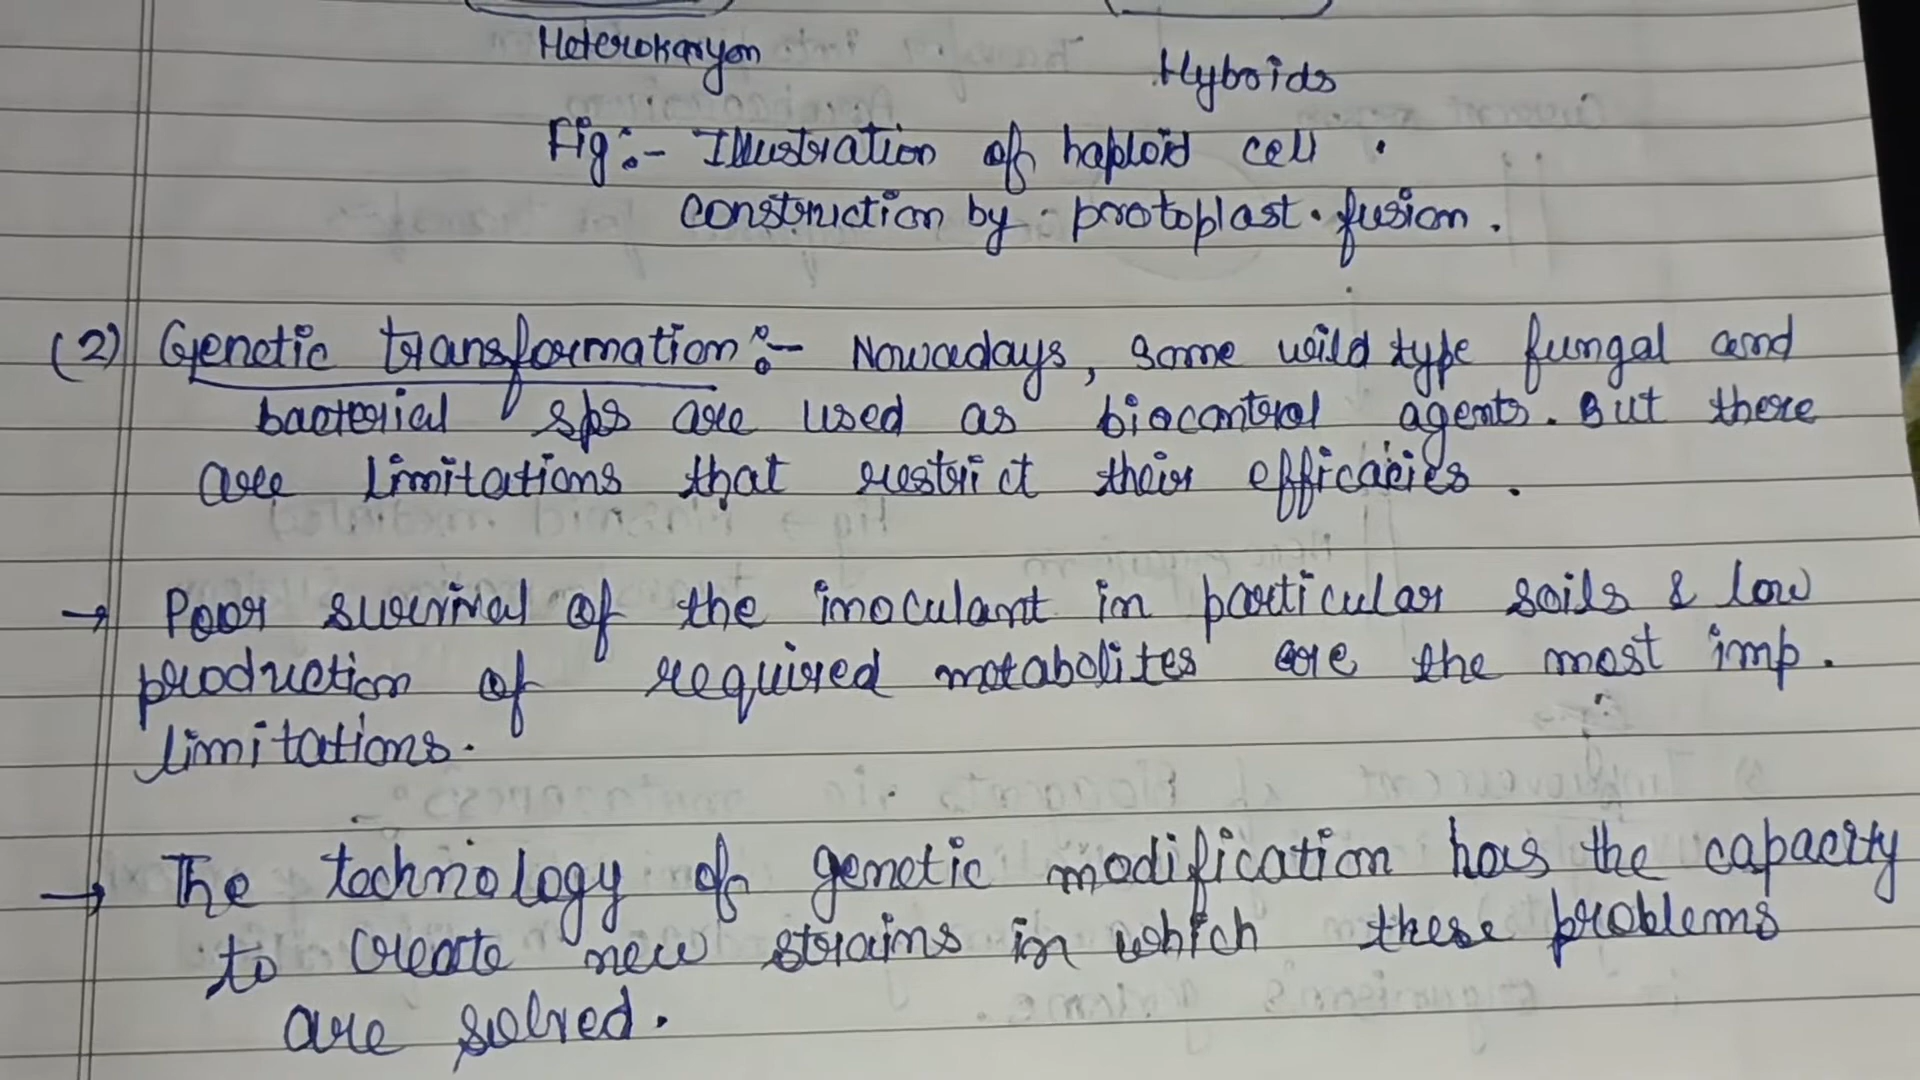 Heterokaryon Hybrids
Fig:- Illustration of haploid cell
construction by protoplast fusion.
(2) Genetic transformation:- Nowadays, some wild type fungal and
bacterial sps are used as biocontrol agents. But there
are limitations that restrict their efficacies.
→ Poor survival of the inoculant in particular soils & low
production of required metabolites are the most imp.
limitations.
→ The technology of genetic modification has the capacity
to create new strains in which these problems
are solved.